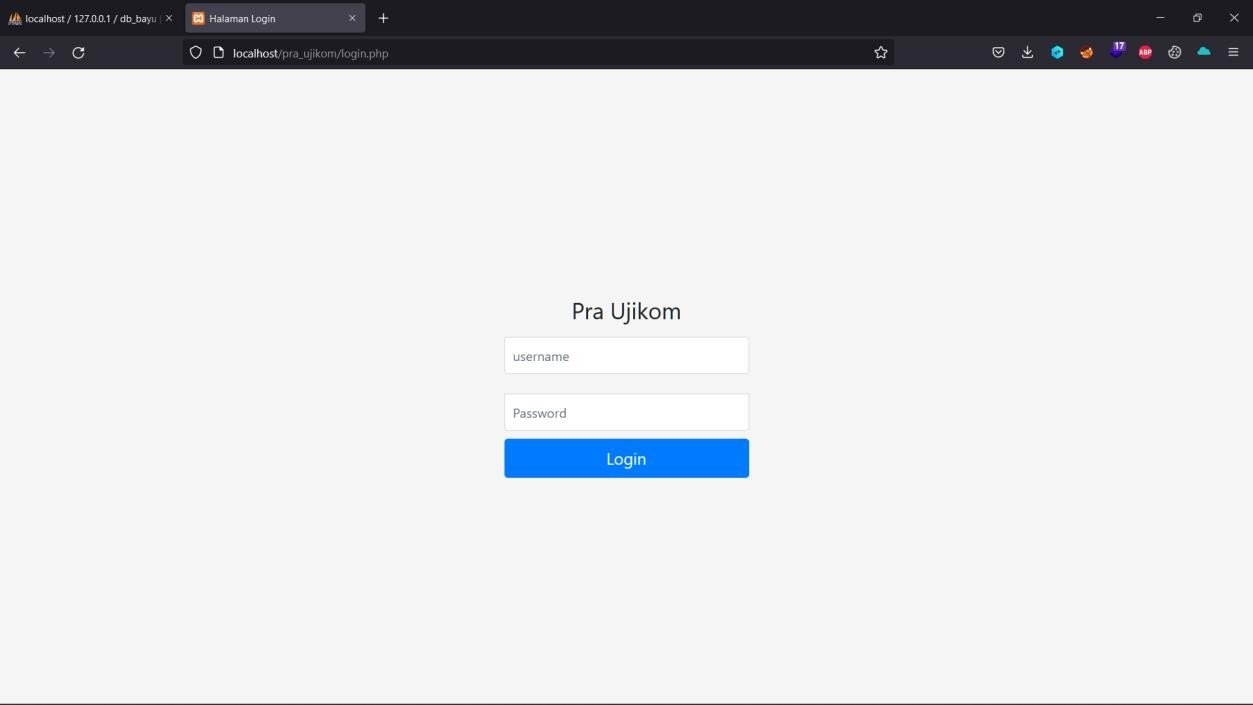 localhost / 127.0.0.1 / db_bayu
Halaman Login
localhost/pra_ujikom/login.php
17
ABP
Pra Ujikom
username
Password
Login